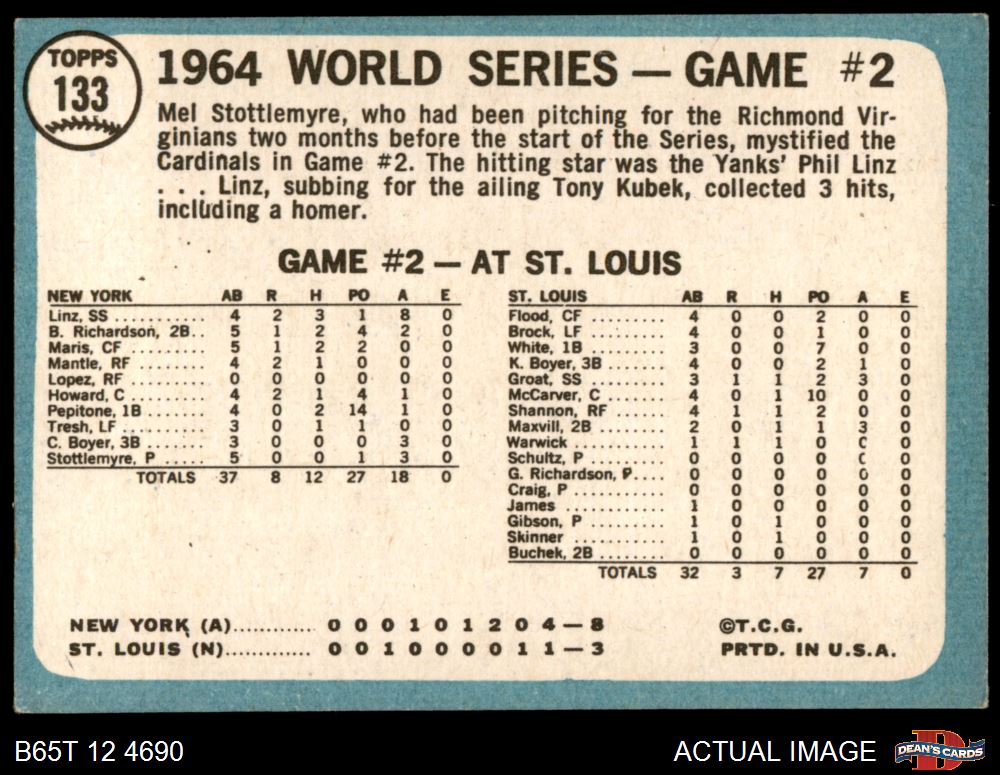 TOPPS
133
1964 WORLD SERIES — GAME #2
Mel Stottlemyre, who had been pitching for the Richmond Vir-
ginians two months before the start of the Series, mystified the
Cardinals in Game #2. The hitting star was the Yanks' Phil Linz
. . . Linz, subbing for the ailing Tony Kubek, collected 3 hits,
including a homer.
GAME #2 — AT ST. LOUIS
NEW YORK AB R H PO A E
Linz, SS ............ 4 2 3 1 8 0
B. Richardson, 2B.. 5 1 2 4 2 0
Maris, CF ......... 5 1 2 2 0 0
Mantle, RF ........ 4 2 1 0 0 0
Lopez, RF ......... 0 0 0 0 0 0
Howard, C ......... 4 2 1 4 1 0
Pepitone, 1B ....... 4 0 2 14 1 0
Tresh, LF .......... 3 0 1 1 0 0
C. Boyer, 3B ....... 3 0 0 0 3 0
Stottlemyre, P ..... 5 0 0 1 3 0
TOTALS 37 8 12 27 18 0
ST. LOUIS AB R H PO A E
Flood, CF .......... 4 0 0 2 0 0
Brock, LF .......... 4 0 0 1 0 0
White, 1B .......... 3 0 0 7 0 0
K. Boyer, 3B ....... 4 0 0 2 1 0
Groat, SS .......... 3 1 1 2 3 0
McCarver, C ........ 4 0 1 10 0 0
Shannon, RF ........ 4 1 1 2 0 0
Maxvill, 2B ........ 2 0 1 1 3 0
Warwick ............ 1 1 1 0 0
Schultz, P ......... 0 0 0 0 0
G. Richardson, P.... 0 0 0 0 0 0
Craig, P ........... 0 0 0 0 0 0
James .............. 1 0 0 0 0 0
Gibson, P .......... 1 0 1 0 0 0
Skinner ............ 1 0 1 0 0 0
Buchek, 2B ......... 0 0 0 0 0 0
TOTALS 32 3 7 27 7 0
NEW YORK (A)............ 0 0 0 1 0 1 2 0 4 — 8
ST. LOUIS (N)............. 0 0 1 0 0 0 0 1 1 — 3
©T.C.G.
PRTD. IN U.S.A.
B65T 12 4690
ACTUAL IMAGE
DEAN'S CARDS